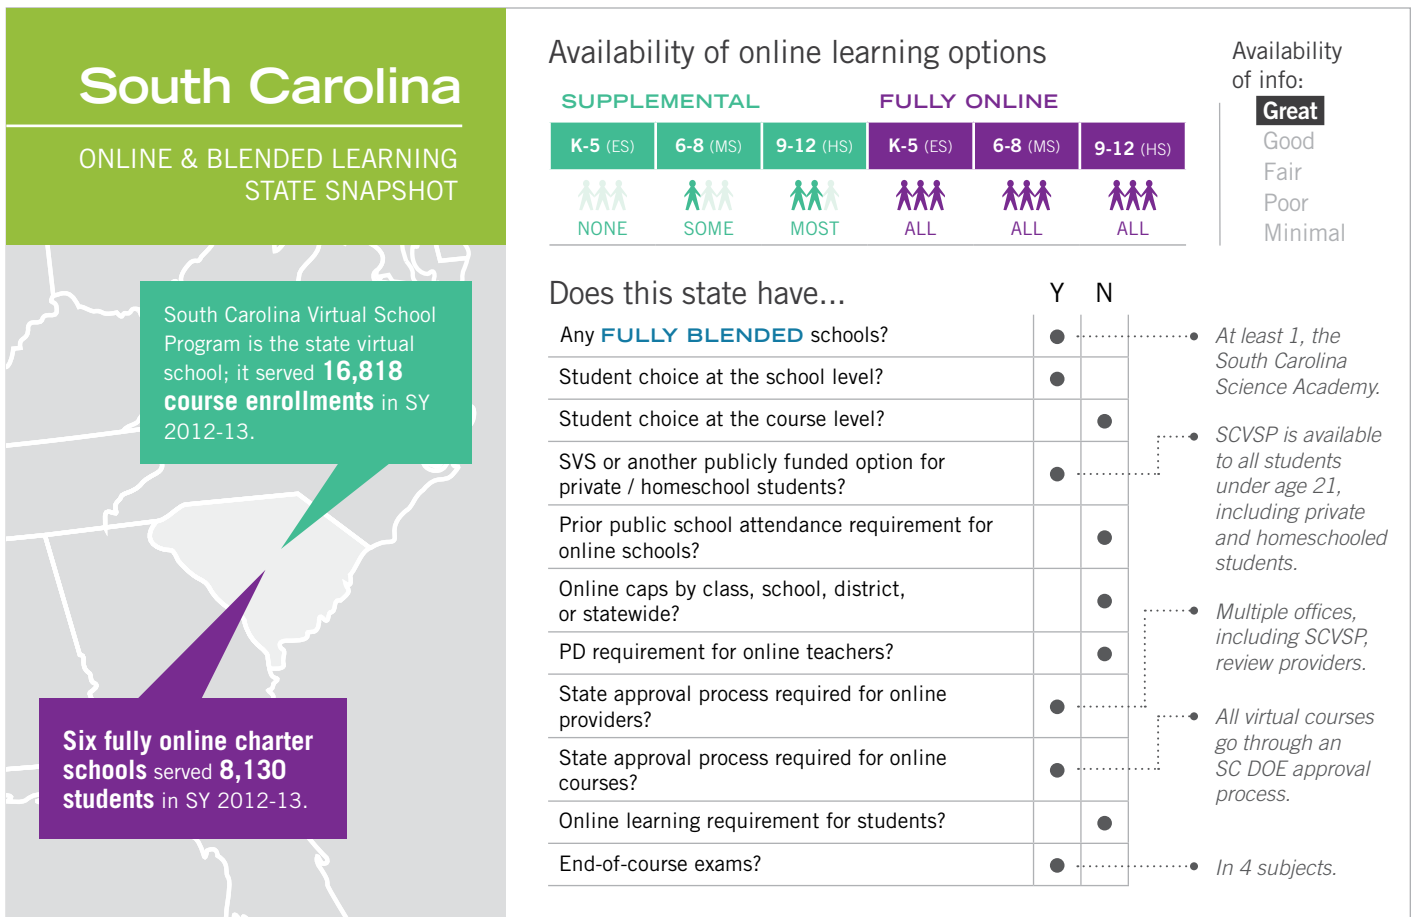 South Carolina
ONLINE & BLENDED LEARNING
STATE SNAPSHOT
South Carolina Virtual School
Program is the state virtual
school; it served 16,818
course enrollments in SY
2012-13.
Six fully online charter
schools served 8,130
students in SY 2012-13.
Availability of online learning options
SUPPLEMENTAL
FULLY ONLINE
K-5 (ES)
6-8 (MS)
9-12 (HS)
K-5 (ES)
6-8 (MS)
9-12 (HS)
NONE
SOME
MOST
ALL
ALL
ALL
Availability
of info:
Great
Good
Fair
Poor
Minimal
Does this state have...
Y
N
Any FULLY BLENDED schools?
At least 1, the
South Carolina
Science Academy.
Student choice at the school level?
Student choice at the course level?
SVS or another publicly funded option for
private / homeschool students?
SCVSP is available
to all students
under age 21,
including private
and homeschooled
students.
Prior public school attendance requirement for
online schools?
Online caps by class, school, district,
or statewide?
PD requirement for online teachers?
State approval process required for online
providers?
Multiple offices,
including SCVSP,
review providers.
State approval process required for online
courses?
All virtual courses
go through an
SC DOE approval
process.
Online learning requirement for students?
End-of-course exams?
In 4 subjects.